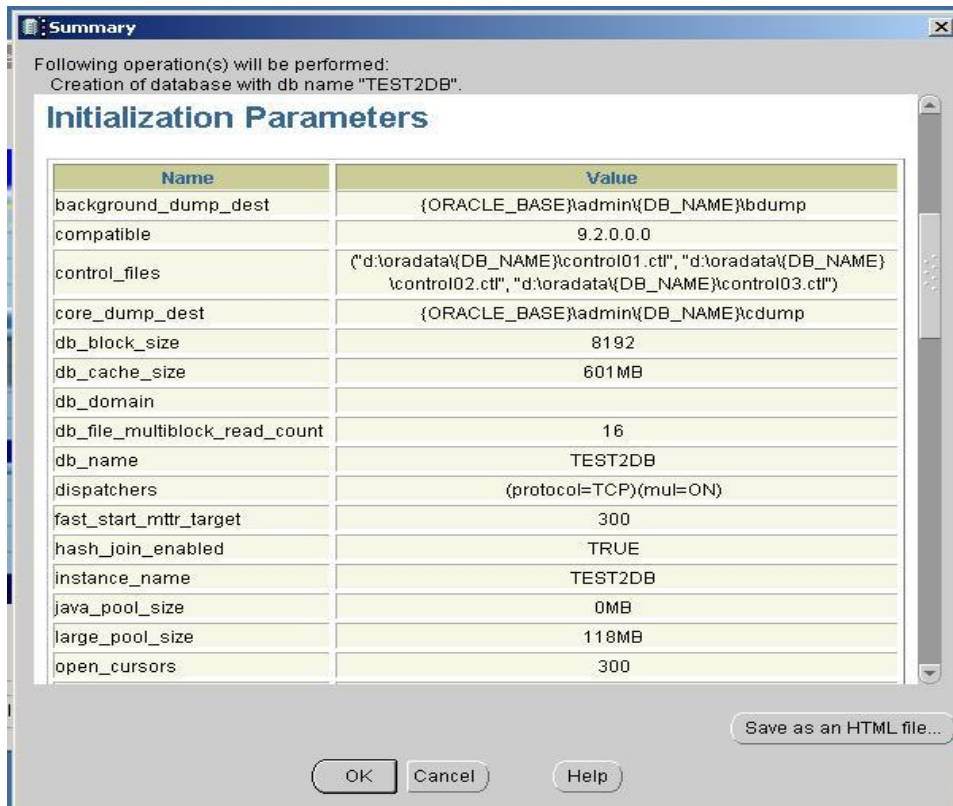 Summary
Following operation(s) will be performed:
Creation of database with db name "TEST2DB".
Initialization Parameters
Name Value
background_dump_dest {ORACLE_BASE}\admin\{DB_NAME}\bdump
compatible 9.2.0.0.0
control_files ("d:\oradata\{DB_NAME}\control01.ctl", "d:\oradata\{DB_NAME}
\control02.ctl", "d:\oradata\{DB_NAME}\control03.ctl")
core_dump_dest {ORACLE_BASE}\admin\{DB_NAME}\cdump
db_block_size 8192
db_cache_size 601MB
db_domain
db_file_multiblock_read_count 16
db_name TEST2DB
dispatchers (protocol=TCP)(mul=ON)
fast_start_mttr_target 300
hash_join_enabled TRUE
instance_name TEST2DB
java_pool_size 0MB
large_pool_size 118MB
open_cursors 300
Save as an HTML file...
OK Cancel Help